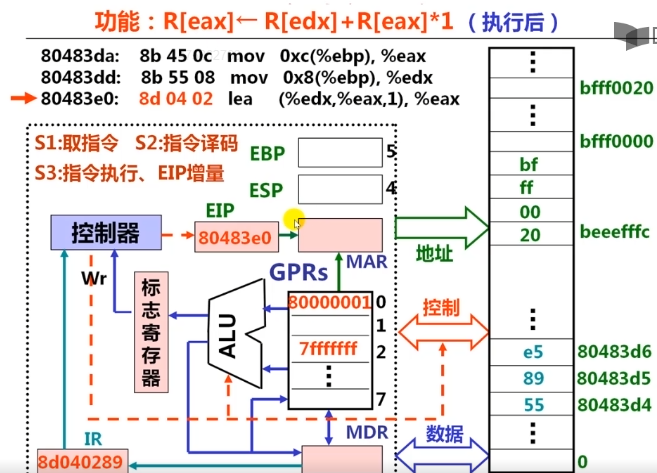 功能：R[eax]← R[edx]+R[eax]*1（执行后）
80483da: 8b 45 0c mov 0xc(%ebp), %eax
80483dd: 8b 55 08 mov 0x8(%ebp), %edx
80483e0: 8d 04 02 lea (%edx,%eax,1), %eax
S1:取指令 S2:指令译码
S3:指令执行、EIP增量
EBP 5
ESP 4
EIP
控制器
80483e0
MAR
GPRs
Wr
标志寄存器
ALU
80000001 0
1
7fffffff 2
7
MDR
IR
8d040289
地址
控制
数据
bfff0020
bfff0000
bf
ff
00
20 beeefffc
e5 80483d6
89 80483d5
55 80483d4
0